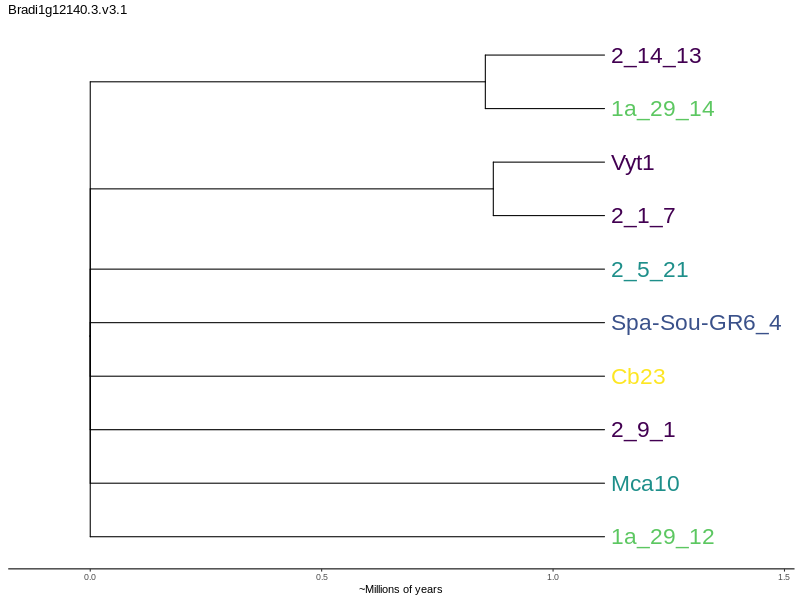 Bradi1g12140.3.v3.1
2_14_13
1a_29_14
Vyt1
2_1_7
2_5_21
Spa-Sou-GR6_4
Cb23
2_9_1
Mca10
1a_29_12
0.0 0.5 1.0 1.5
~Millions of years